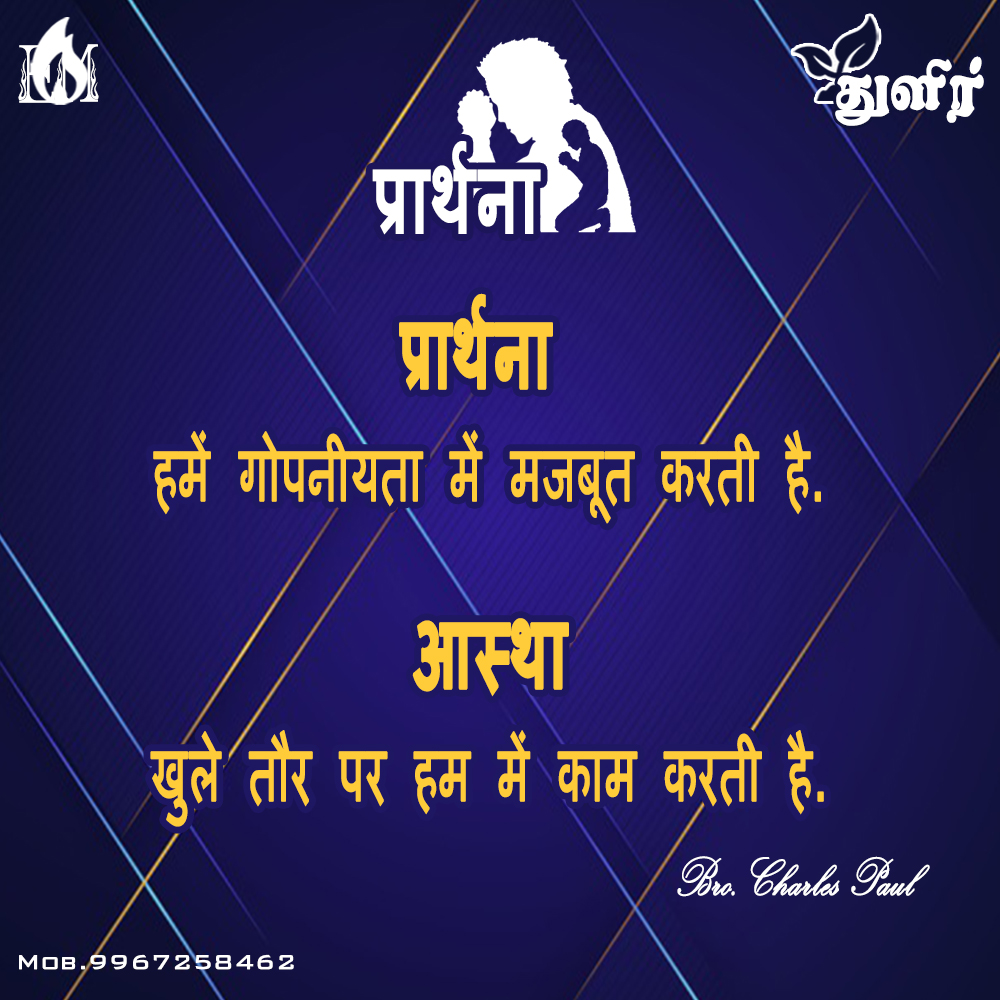 துளிர்
प्रार्थना
प्रार्थना
हमें गोपनीयता में मजबूत करती है.
आस्था
खुले तौर पर हम में काम करती है.
Bro. Charles Paul
Mob.9967258462